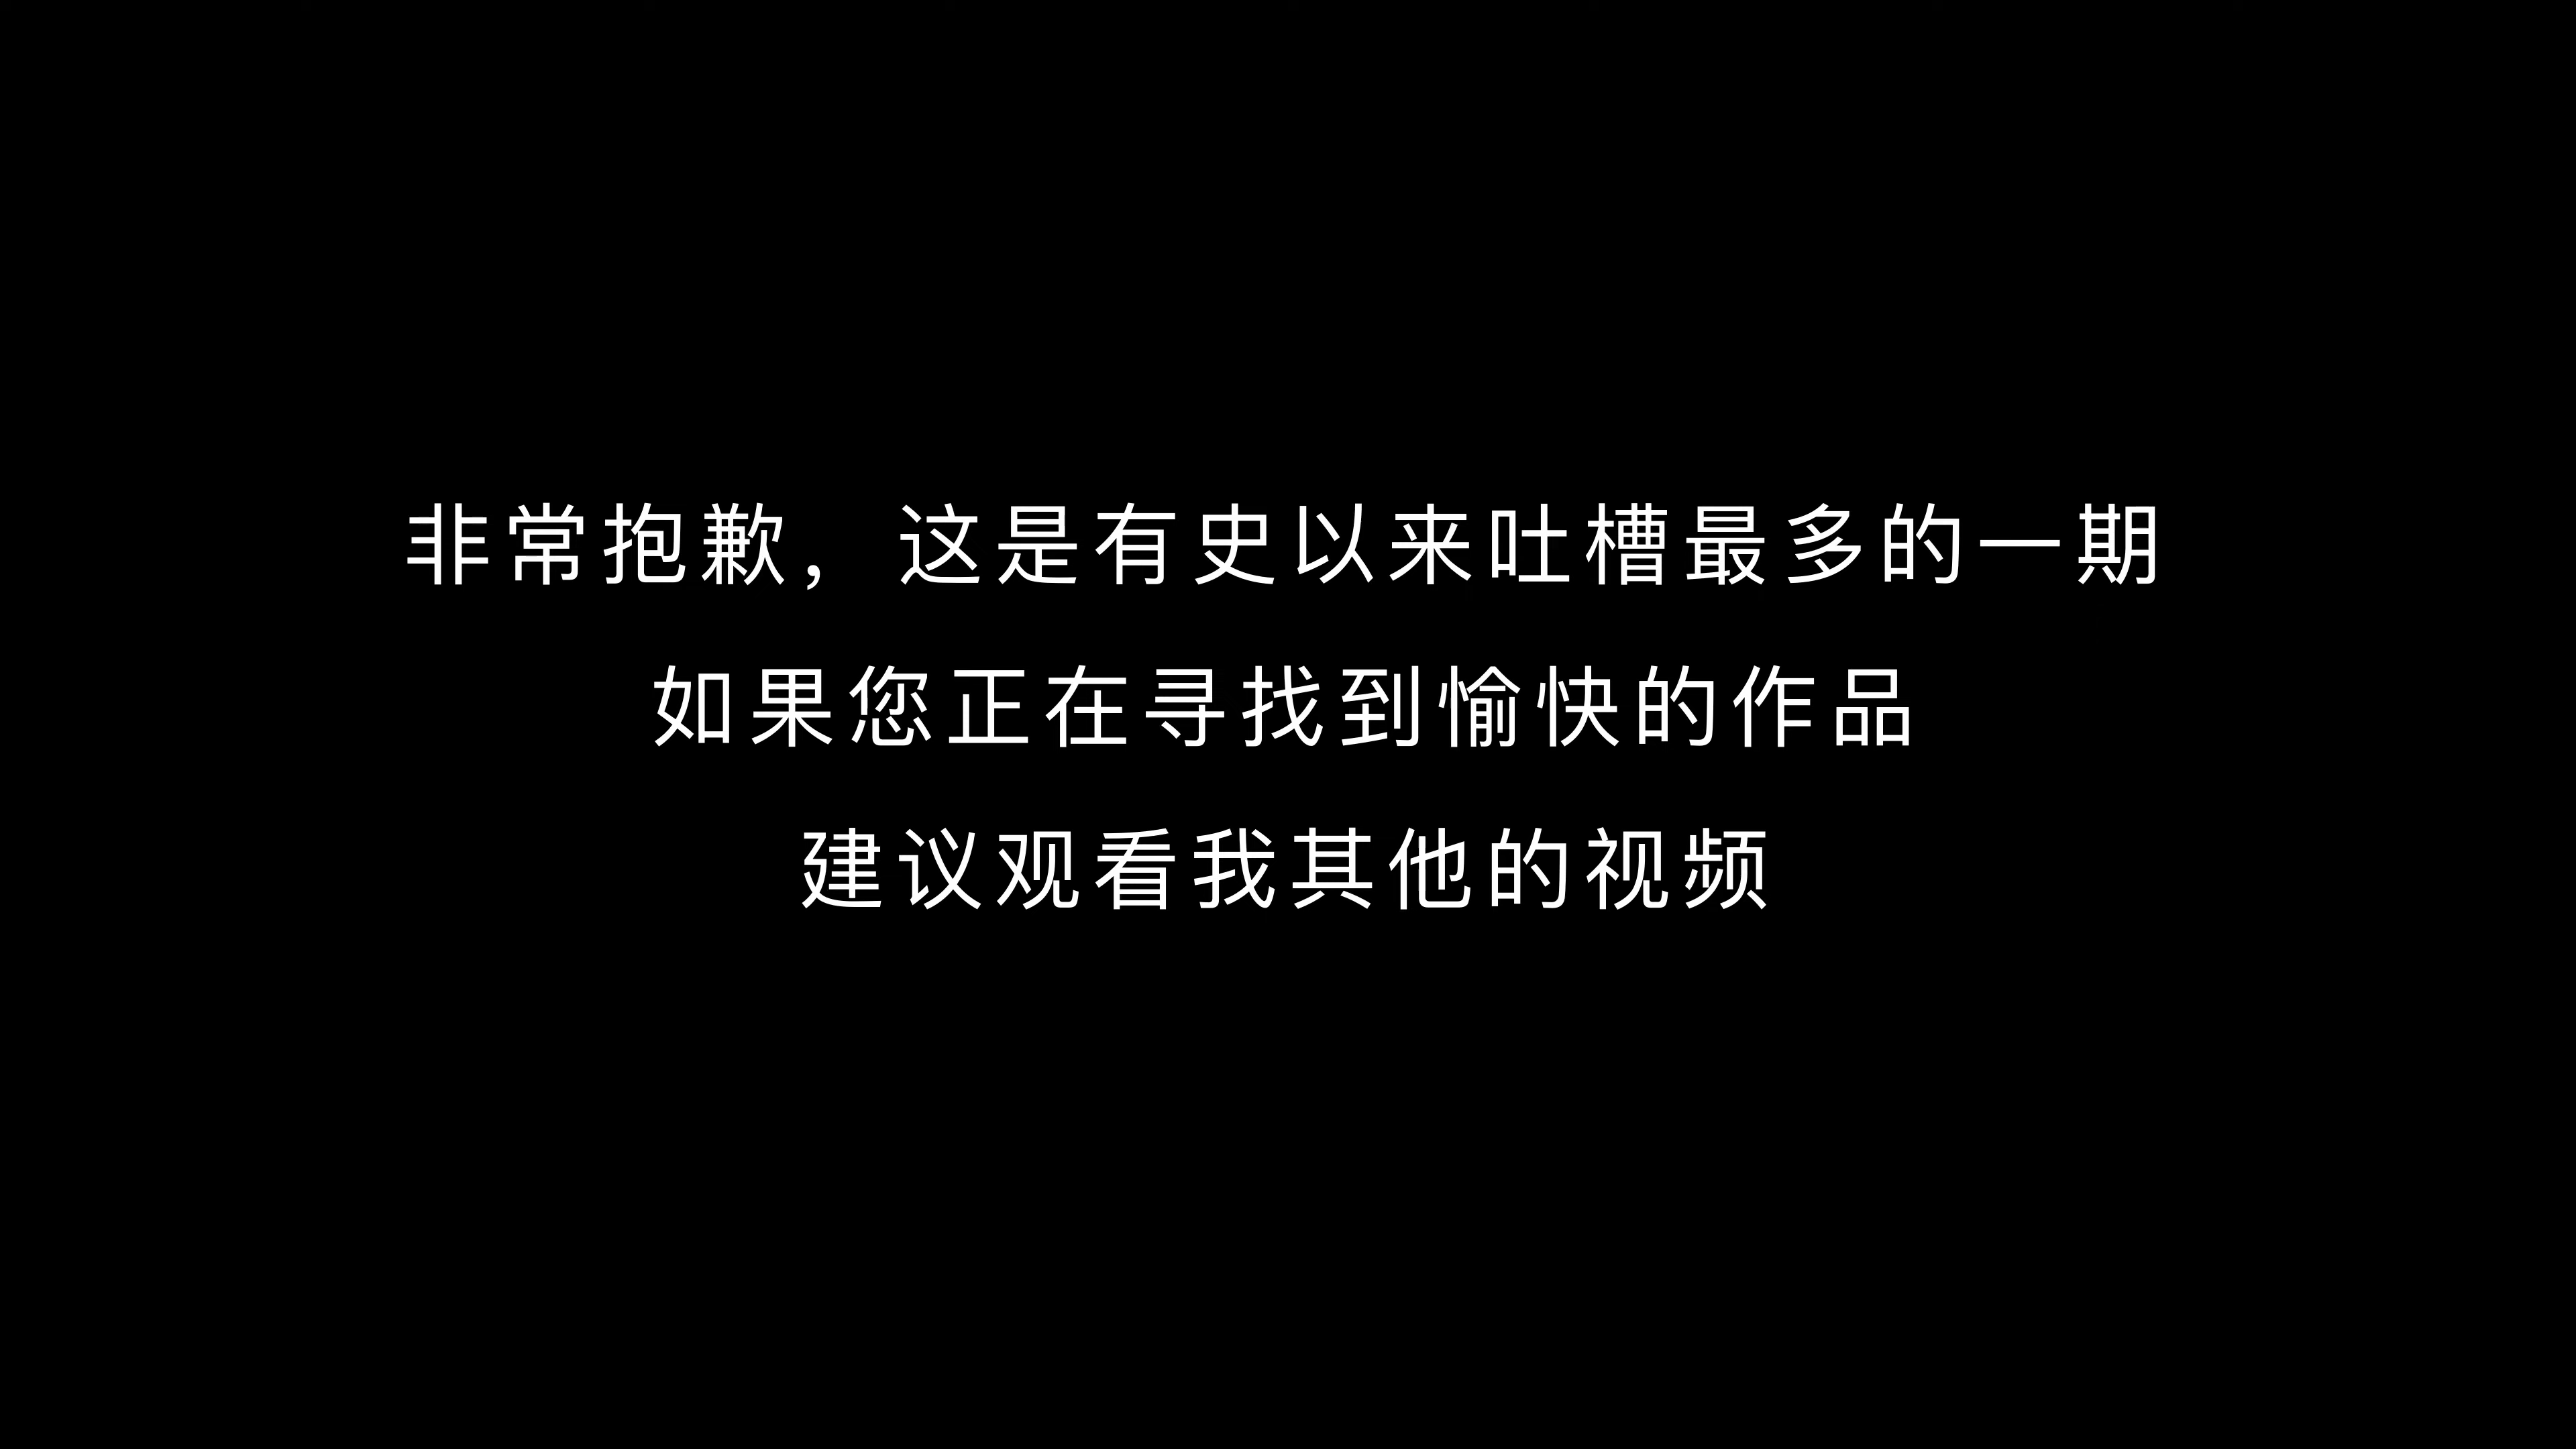 非常抱歉，这是有史以来吐槽最多的一期
如果您正在寻找到愉快的作品
建议观看我其他的视频